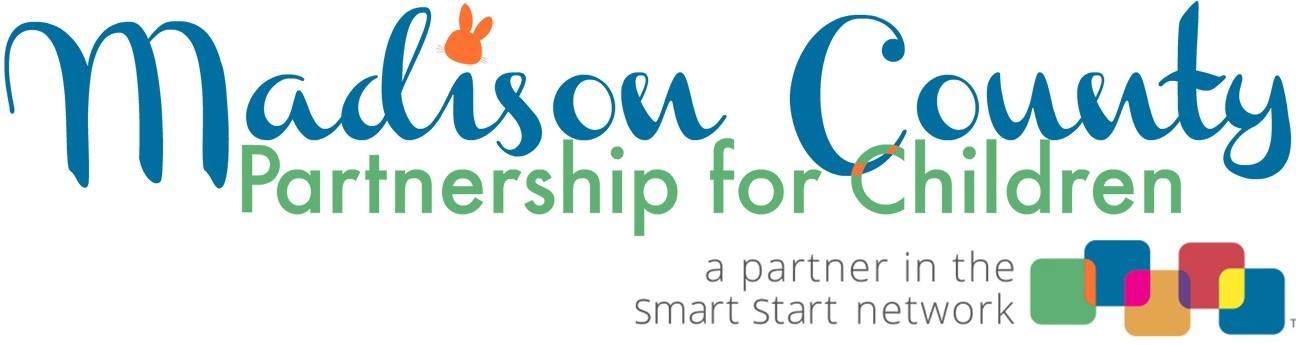 Madison County
Partnership for Children
a partner in the
smart start network
T